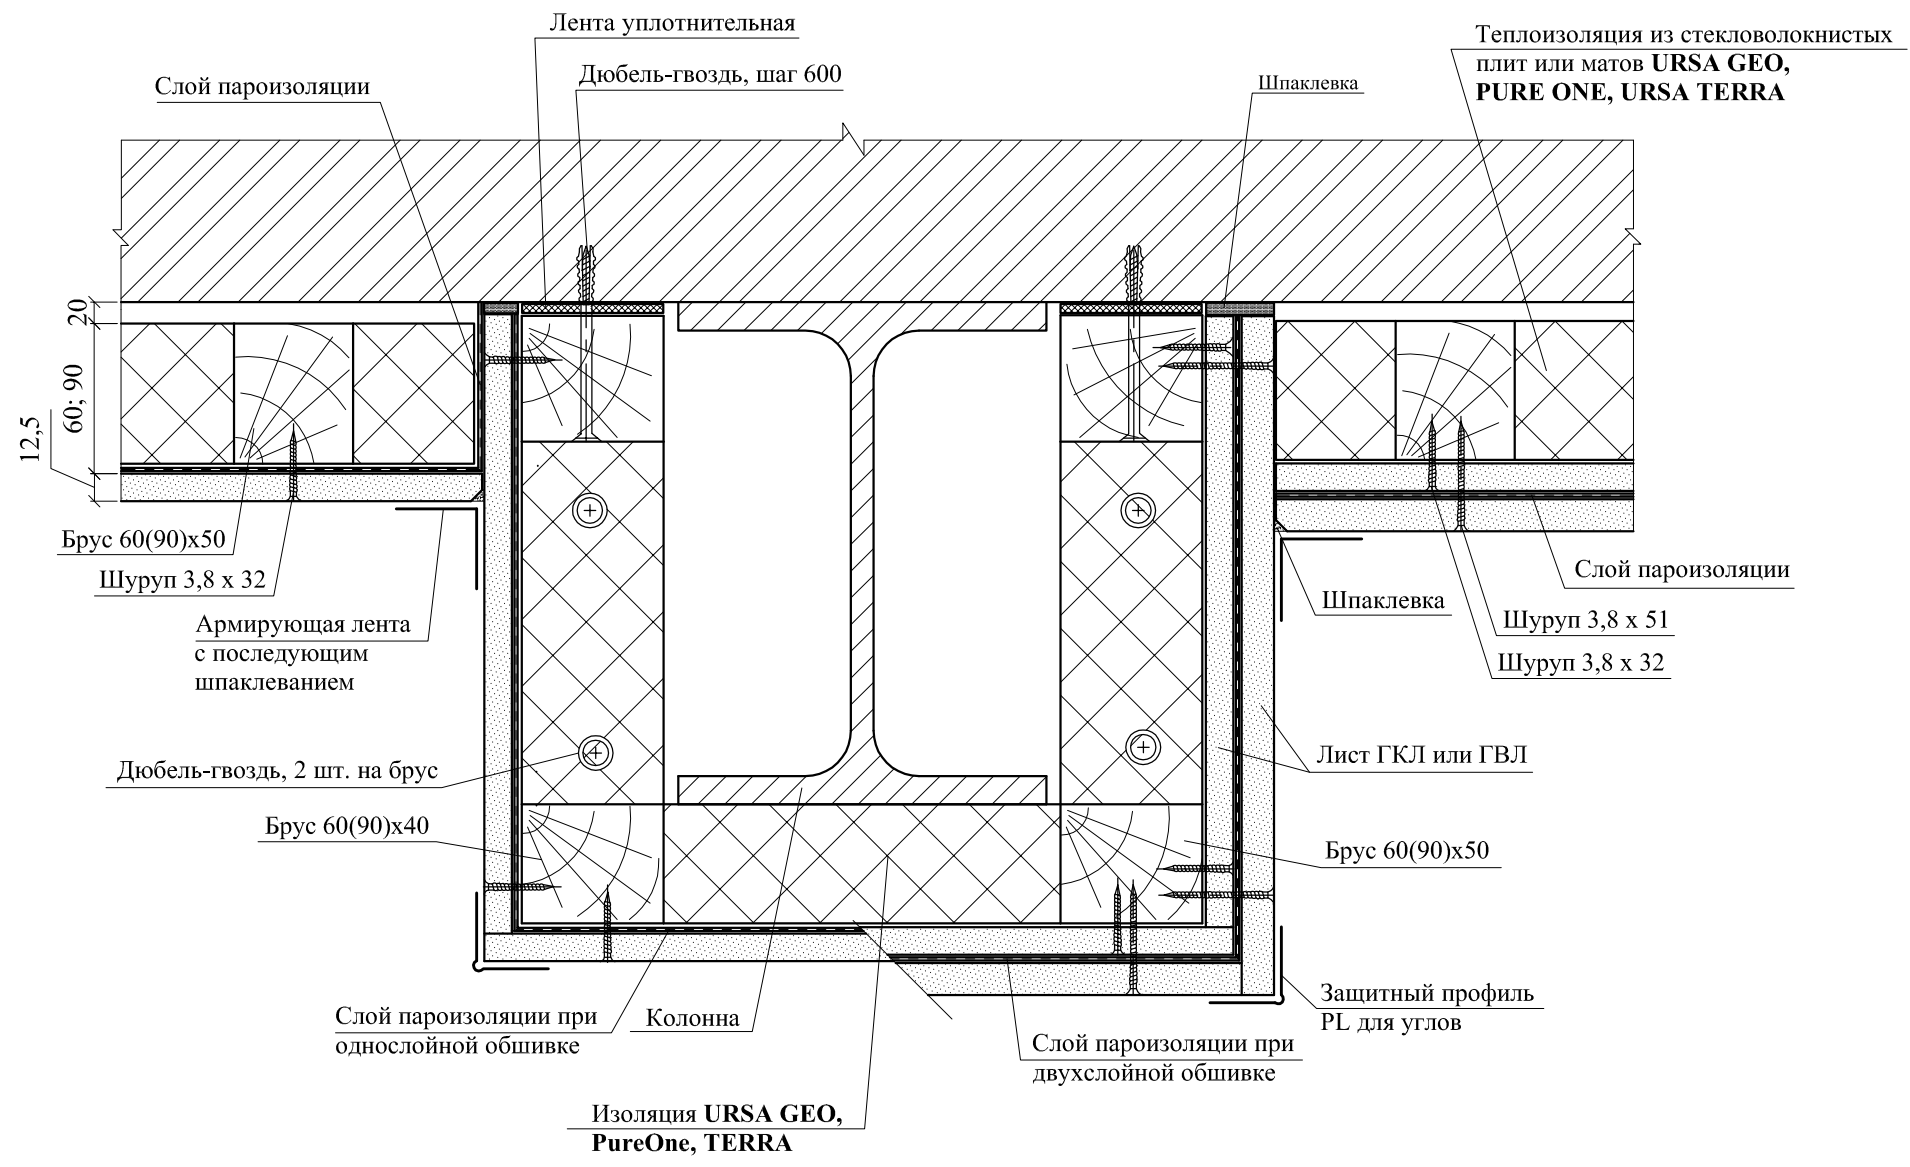 Лента уплотнительная
Дюбель-гвоздь, шаг 600
Слой пароизоляции
Шпаклевка
Теплоизоляция из стекловолокнистых
плит или матов URSA GEO,
PURE ONE, URSA TERRA
20
60; 90
12,5
Брус 60(90)х50
Шуруп 3,8 х 32
Армирующая лента
с последующим
шпаклеванием
Дюбель-гвоздь, 2 шт. на брус
Брус 60(90)х40
Слой пароизоляции
Шпаклевка
Шуруп 3,8 х 51
Шуруп 3,8 х 32
Лист ГКЛ или ГВЛ
Брус 60(90)х50
Слой пароизоляции при
однослойной обшивке
Колонна
Защитный профиль
PL для углов
Слой пароизоляции при
двухслойной обшивке
Изоляция URSA GEO,
PureOne, TERRA